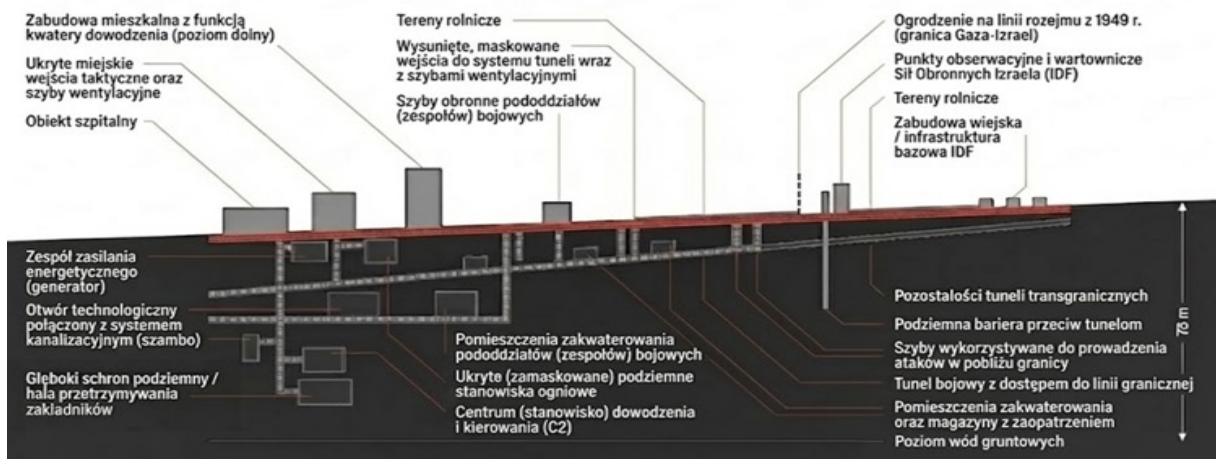 Zabudowa mieszkalna z funkcją
kwatery dowodzenia (poziom dolny)
Ukryte miejskie
wejścia taktyczne oraz
szyby wentylacyjne
Obiekt szpitalny
Tereny rolnicze
Wysunięte, maskowane
wejścia do systemu tuneli wraz
z szybami wentylacyjnymi
Szyby obronne pododdziałów
(zespołów) bojowych
Ogrodzenie na linii rozejmu z 1949 r.
(granica Gaza-Izrael)
Punkty obserwacyjne i wartownicze
Sił Obronnych Izraela (IDF)
Tereny rolnicze
Zabudowa wiejska
/ infrastruktura
bazowa IDF
Zespół zasilania
energetycznego
(generator)
Otwór technologiczny
połączony z systemem
kanalizacyjnym (szambo)
Głęboki schron podziemny /
hala przetrzymywania
zakładników
Pomieszczenia zakwaterowania
pododdziałów (zespołów) bojowych
Ukryte (zamaskowane) podziemne
stanowiska ogniowe
Centrum (stanowisko) dowodzenia
i kierowania (C2)
Pozostałości tuneli transgranicznych
Podziemna bariera przeciw tunelom
Szyby wykorzystywane do prowadzenia
ataków w pobliżu granicy
Tunel bojowy z dostępem do linii granicznej
Pomieszczenia zakwaterowania
oraz magazyny z zaopatrzeniem
Poziom wód gruntowych
76 m